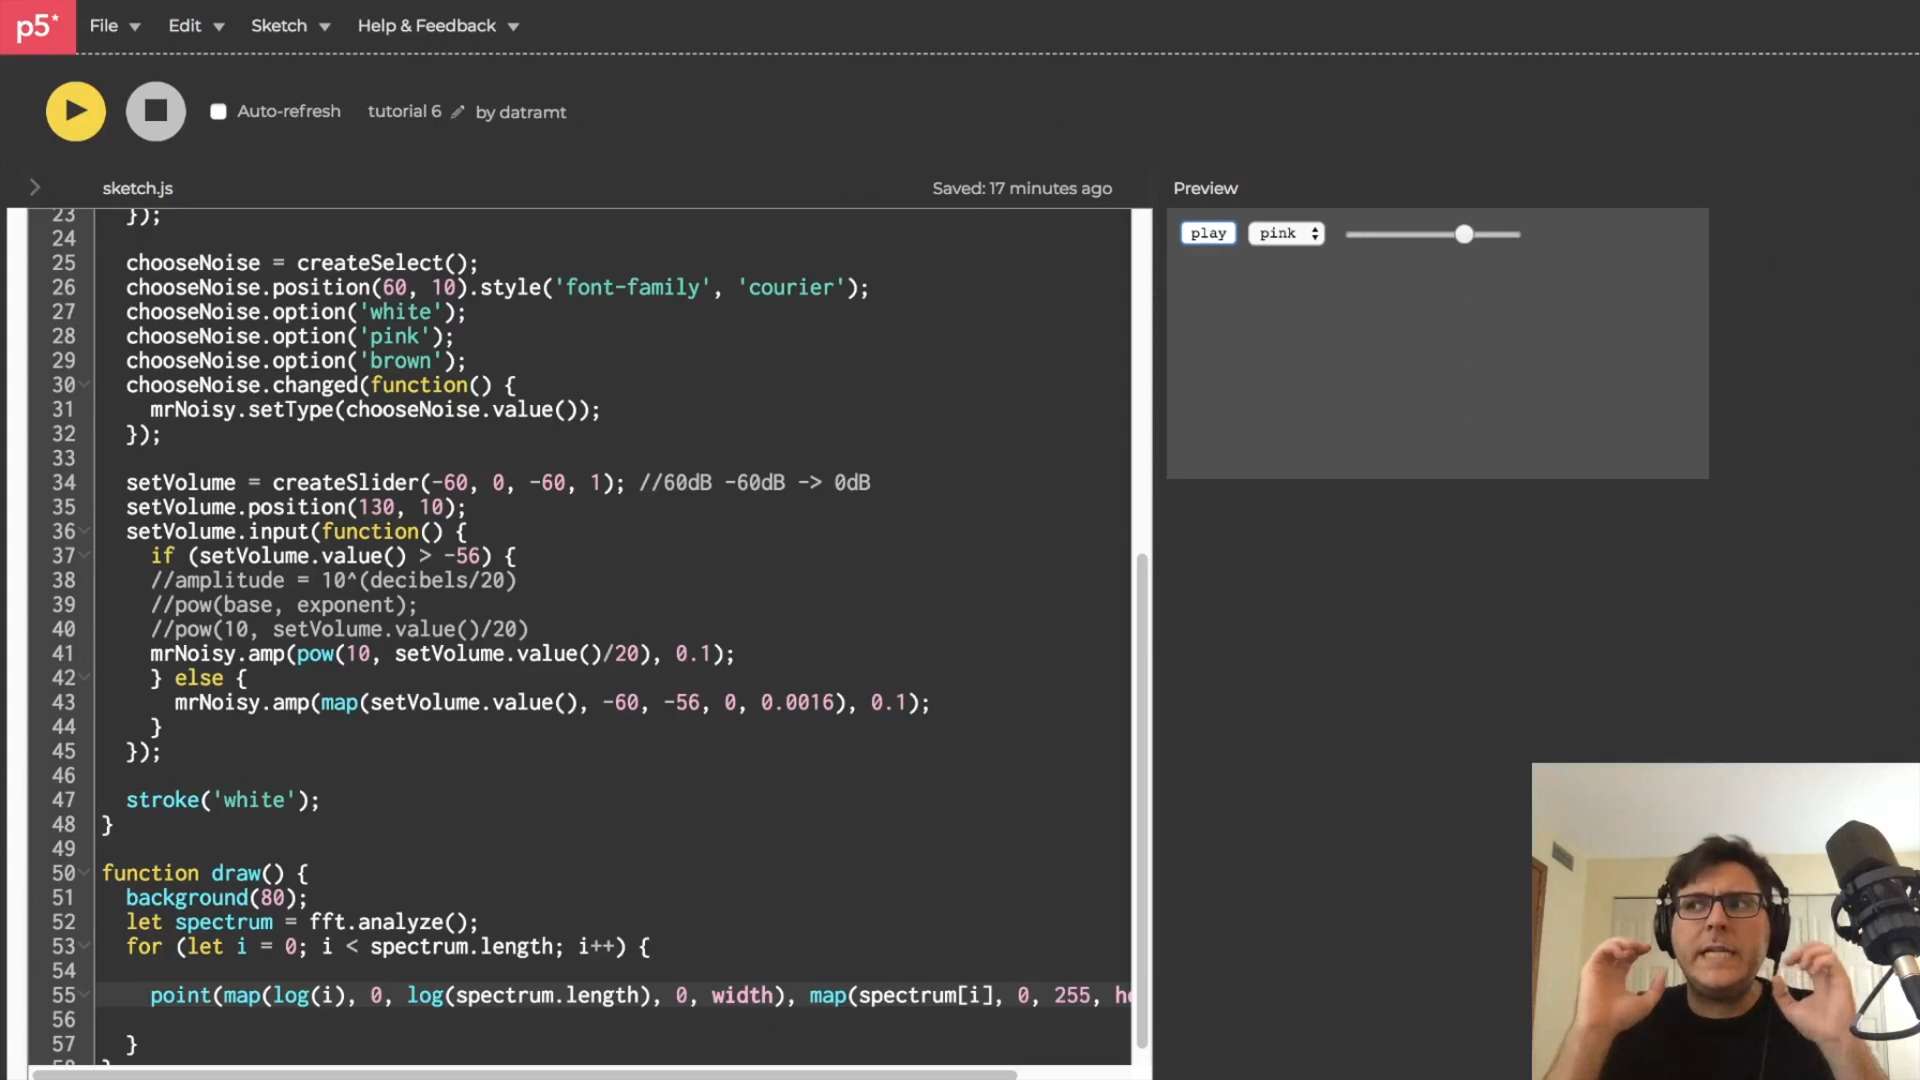 p5* File Edit Sketch Help & Feedback
Auto-refresh tutorial 6 by datramt
sketch.js Saved: 17 minutes ago Preview
play pink
23 });
24
25 chooseNoise = createSelect();
26 chooseNoise.position(60, 10).style('font-family', 'courier');
27 chooseNoise.option('white');
28 chooseNoise.option('pink');
29 chooseNoise.option('brown');
30 chooseNoise.changed(function() {
31 mrNoisy.setType(chooseNoise.value());
32 });
33
34 setVolume = createSlider(-60, 0, -60, 1); //60dB -60dB -> 0dB
35 setVolume.position(130, 10);
36 setVolume.input(function() {
37 if (setVolume.value() > -56) {
38 //amplitude = 10^(decibels/20)
39 //pow(base, exponent);
40 //pow(10, setVolume.value()/20)
41 mrNoisy.amp(pow(10, setVolume.value()/20), 0.1);
42 } else {
43 mrNoisy.amp(map(setVolume.value(), -60, -56, 0, 0.0016), 0.1);
44 }
45 });
46
47 stroke('white');
48 }
49
50 function draw() {
51 background(80);
52 let spectrum = fft.analyze();
53 for (let i = 0; i < spectrum.length; i++) {
54
55 point(map(log(i), 0, log(spectrum.length), 0, width), map(spectrum[i], 0, 255,
56
57 }